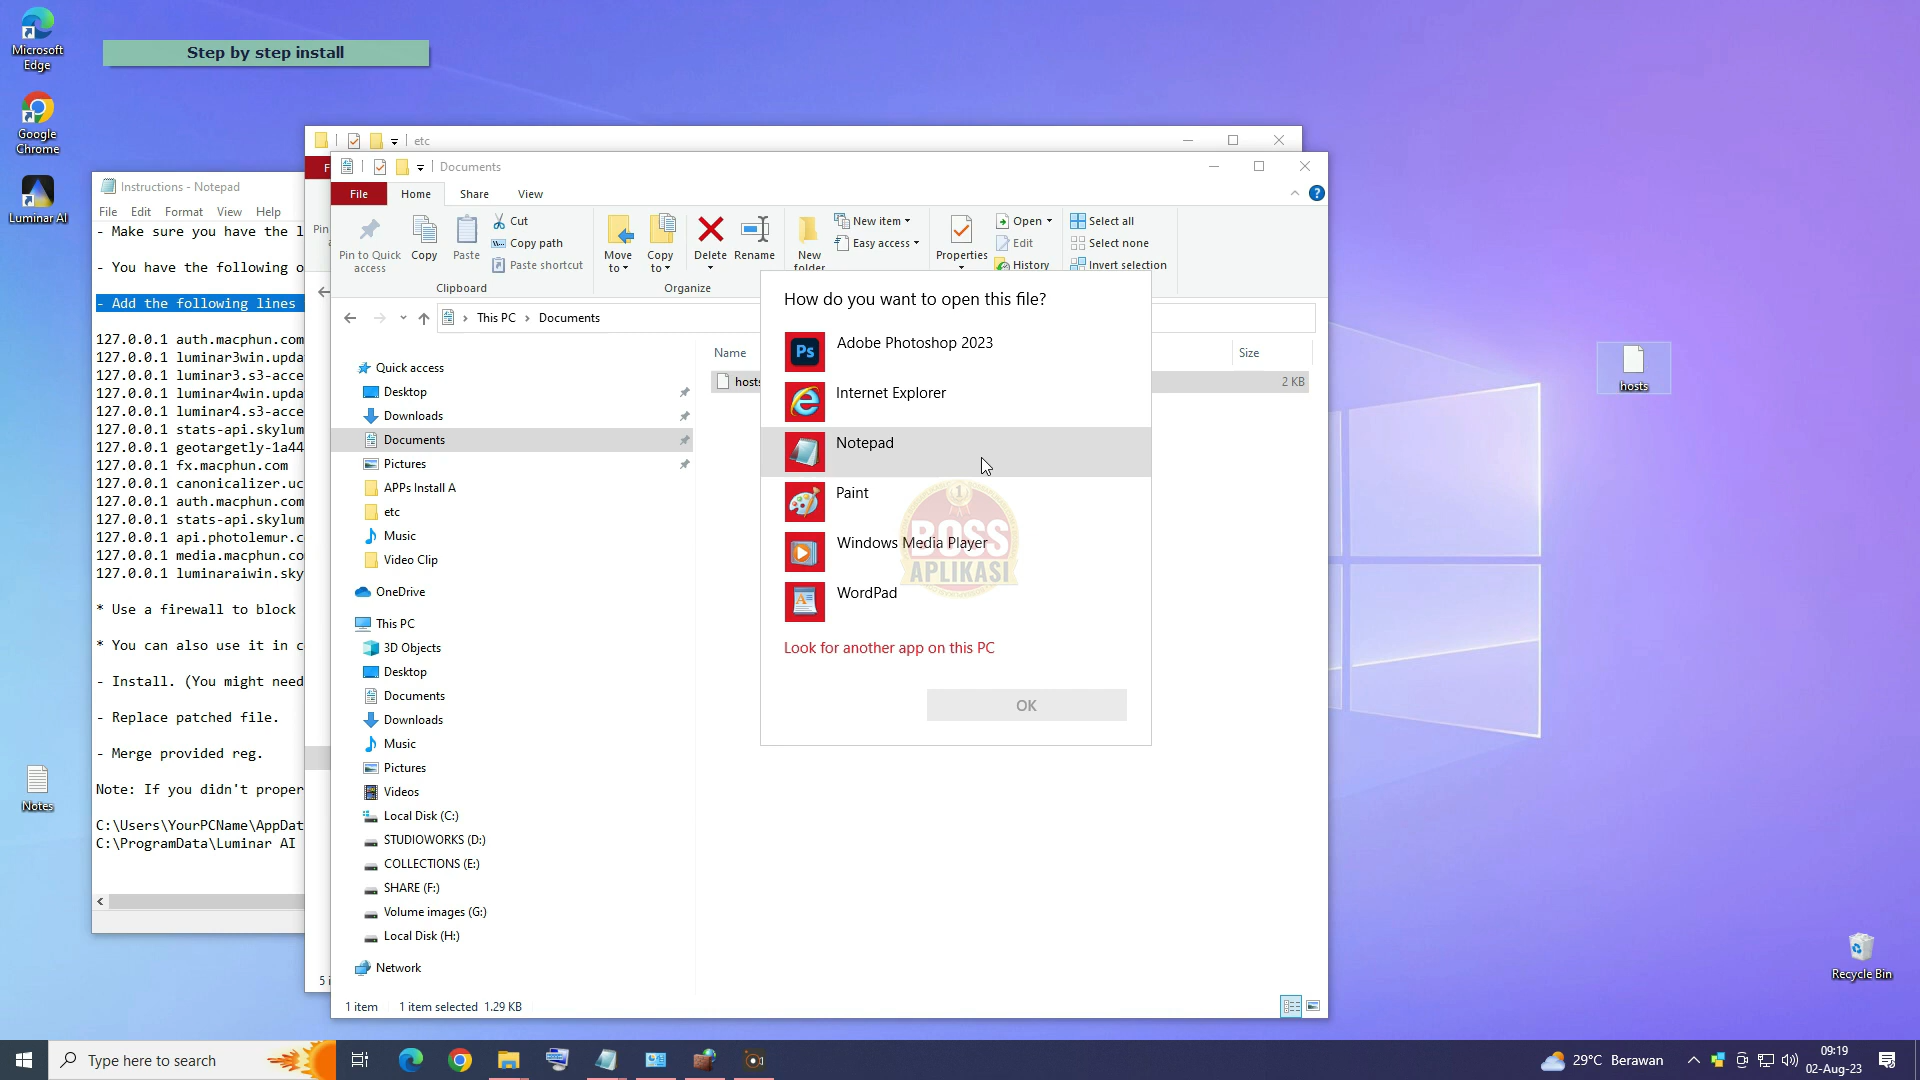 Microsoft Edge
Step by step install
Google Chrome
Luminar AI
Notes
hosts
Recycle Bin
Instructions - Notepad
File Edit Format View Help
- Make sure you have the l
- You have the following o
- Add the following lines
127.0.0.1 auth.macphun.com
127.0.0.1 luminar3win.upda
127.0.0.1 luminar3.s3-acce
127.0.0.1 luminar4win.upda
127.0.0.1 luminar4.s3-acce
127.0.0.1 stats-api.skylum
127.0.0.1 geotargetly-1a44
127.0.0.1 fx.macphun.com
127.0.0.1 canonicalizer.uc
127.0.0.1 auth.macphun.com
127.0.0.1 stats-api.skylum
127.0.0.1 api.photolemur.c
127.0.0.1 media.macphun.co
127.0.0.1 luminaraiwin.sky
* Use a firewall to block
* You can also use it in c
- Install. (You might need
- Replace patched file.
- Merge provided reg.
Note: If you didn't proper
C:\Users\YourPCName\AppDat
C:\ProgramData\Luminar AI
etc
F
Pin
5 i
Documents
File Home Share View
Pin to Quick access
Copy
Paste
Cut
Copy path
Paste shortcut
Clipboard
Move to
Copy to
Delete
Rename
Organize
New folder
New item
Easy access
Properties
Open
Edit
History
Select all
Select none
Invert selection
This PC > Documents
Name Size
hosts 2 KB
Quick access
Desktop
Downloads
Documents
Pictures
APPs Install A
etc
Music
Video Clip
OneDrive
This PC
3D Objects
Desktop
Documents
Downloads
Music
Pictures
Videos
Local Disk (C:)
STUDIOWORKS (D:)
COLLECTIONS (E:)
SHARE (F:)
Volume images (G:)
Local Disk (H:)
Network
1 item 1 item selected 1.29 KB
How do you want to open this file?
Ps Adobe Photoshop 2023
Internet Explorer
Notepad
Paint
Windows Media Player
WordPad
Look for another app on this PC
OK
1
BOSS
APLIKASI
Type here to search
29°C Berawan
09:19
02-Aug-23